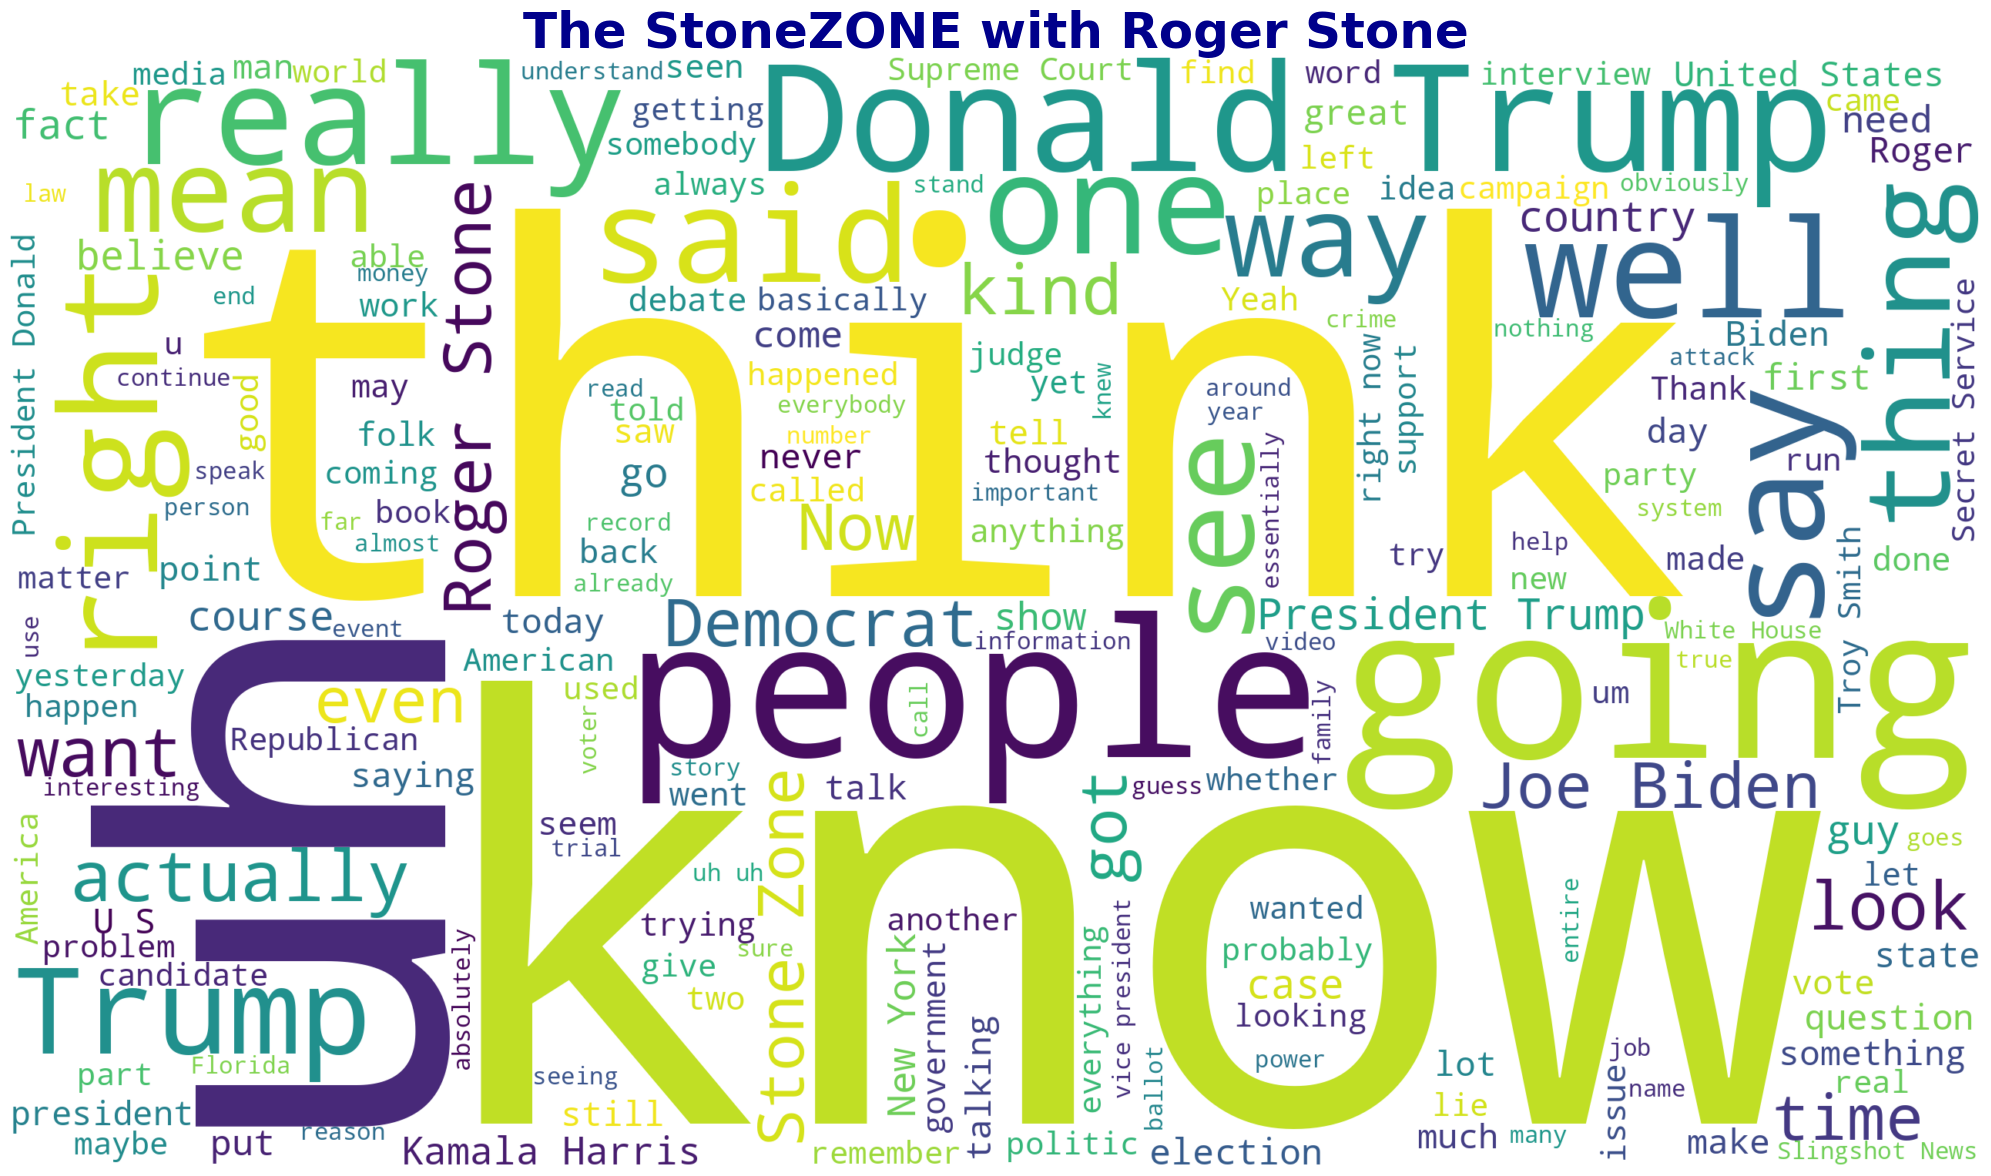 The StoneZONE with Roger Stone
media
man
world
understand
seen
Supreme Court
find
word
interview
United States
take
really
getting
Donald Trump
great
came
need
fact
somebody
left
Roger
law
mean
always
stand
one
place
idea
campaign
obviously
President Donald
believe
able
money
Roger Stone
said
way
country
well
thing
end
work
debate
basically
kind
Yeah
crime
nothing
Biden
Secret Service
right
u
think
come
judge
attack
continue
good
may
read
happened
yet
knew
around
year
right now
support
Thank
first
say
folk
told
saw
everybody
number
tell
see
essentially
day
run
speak
coming
go
never
thought
party
person
far
book
called
important
system
almost
record
Now
anything
matter
point
back
already
try
help
new
made
Troy Smith
done
use
course
event
today
Democrat
show
information
President Trump
White House
video
true
yesterday
American
used
people
going
happen
even
uh
know
voter
call
family
um
want
Republican
interesting
saying
story
went
Stone Zone
talk
got
guess
whether
Joe Biden
America
actually
seem
trial
uh uh
guy
goes
let
U S
problem
candidate
absolutely
trying
sure
another
wanted
entire
look
state
give
two
New York
government
everything
vice president
probably
case
looking
vote
question
Trump
Florida
part
seeing
talking
ballot
power
lot
issue
job
name
something
real
president
maybe
put
reason
still
lie
time
Kamala Harris
remember
politic
election
much
many
make
Slingshot News